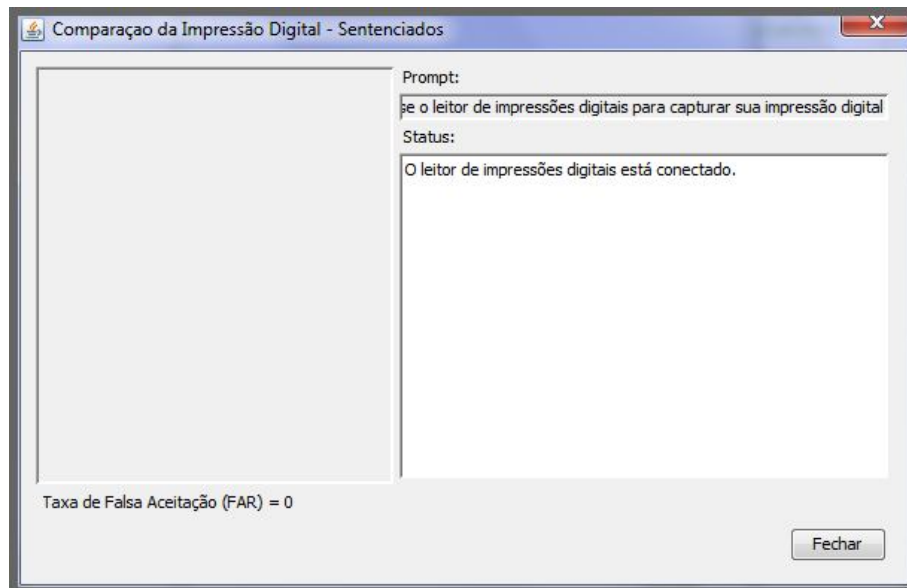 Comparaçao da Impressão Digital - Sentenciados
Prompt:
se o leitor de impressões digitais para capturar sua impressão digital
Status:
O leitor de impressões digitais está conectado.
Taxa de Falsa Aceitação (FAR) = 0
Fechar